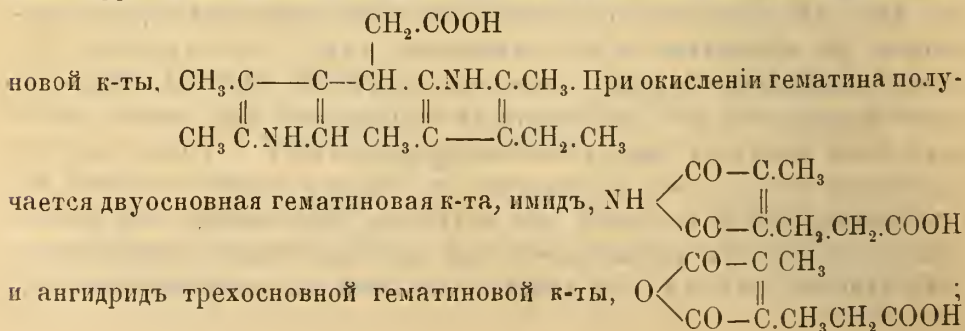 CH₂.COOH
|
новой к-ты, CH₃.C——C--CH . C.NH.C.CH₃. При окисленіи гематина полу-
|| || || ||
CH₃ C.NH.CH CH₃.C——C.CH₂.CH₃
CO—C.CH₃
чается двуосновная гематиновая к-та, имидъ, NH < ||
CO—C.CH₂.CH₂.COOH
CO—C CH₃
и ангидридъ трехосновной гематиновой к-ты, O< || ;
CO—C.CH₂CH₂COOH